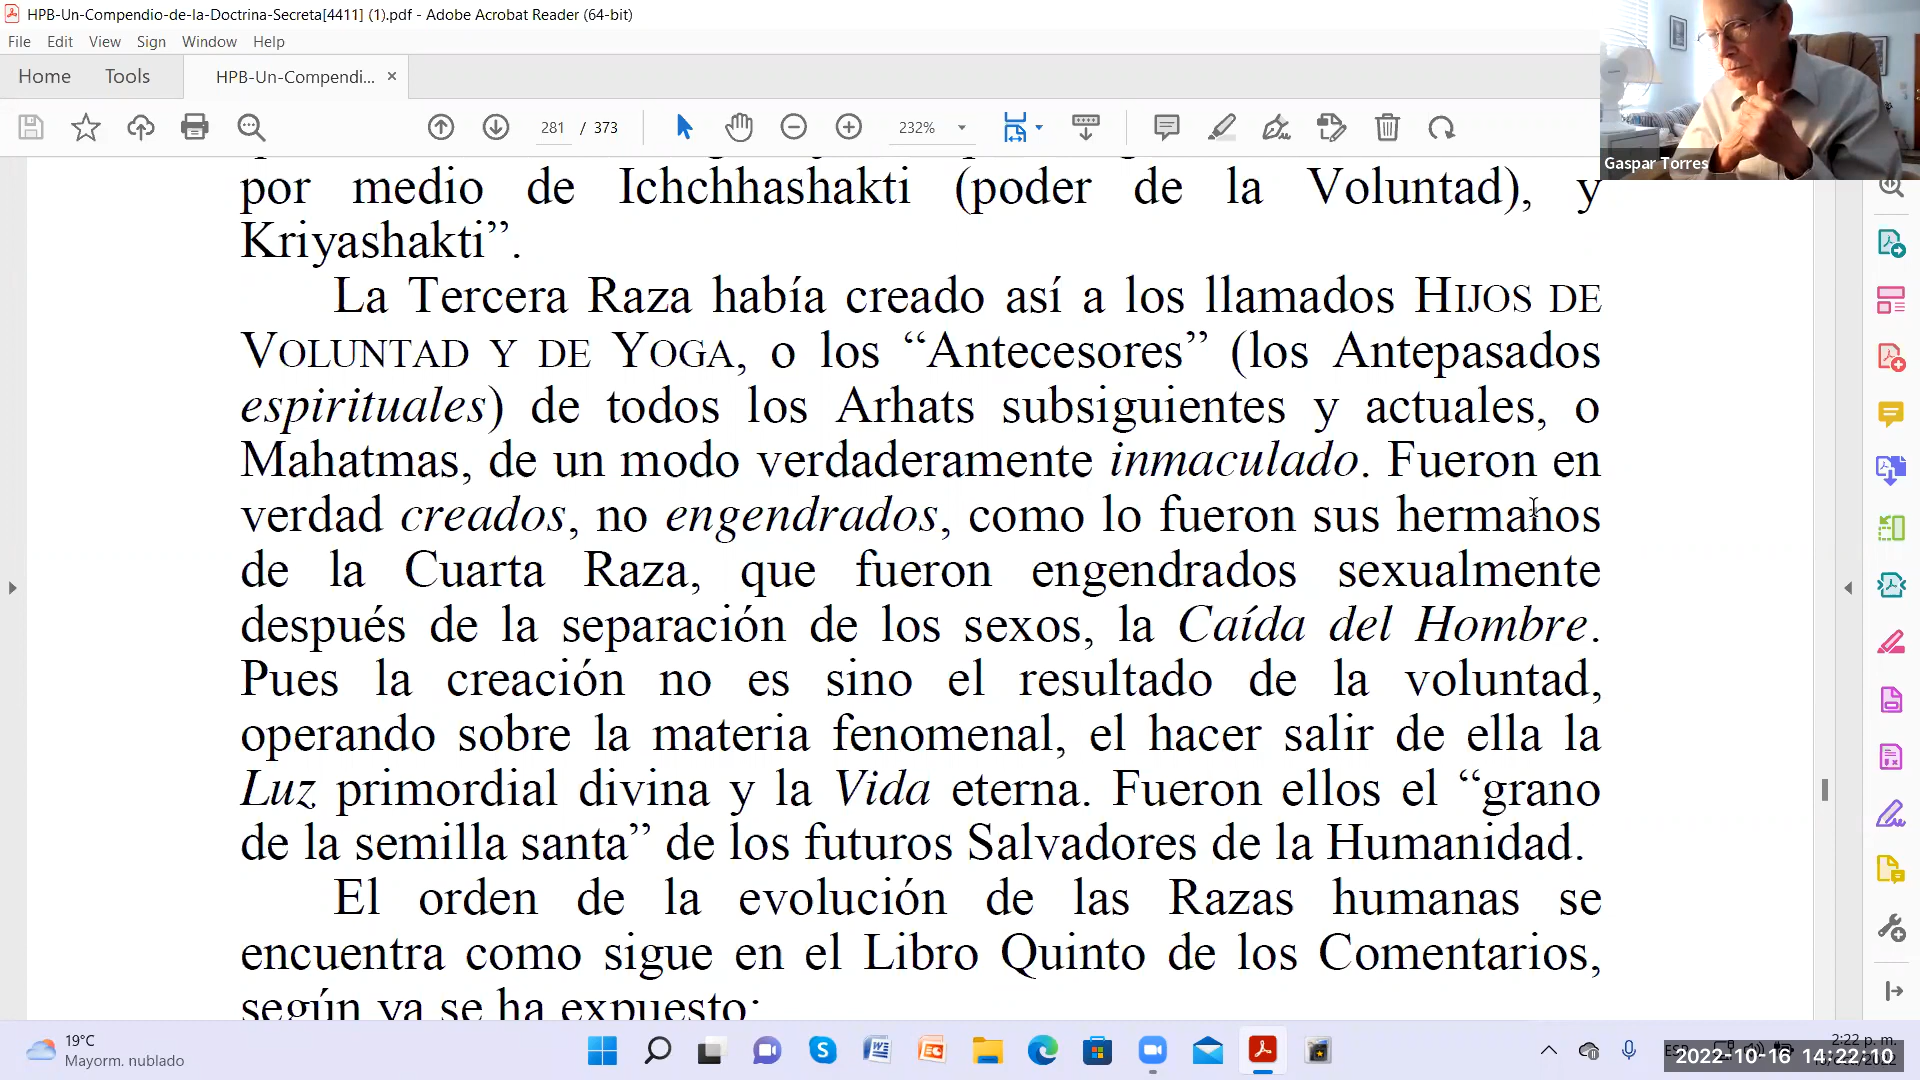 HPB-Un-Compendio-de-la-Doctrina-Secreta[4411] (1).pdf - Adobe Acrobat Reader (64-bit)
File Edit View Sign Window Help
Home Tools HPB-Un-Compendi... ×
281 / 373 232%
Gaspar Torres
por medio de Ichchhashakti (poder de la Voluntad), y
Kriyashakti”.
La Tercera Raza había creado así a los llamados HIJOS DE
VOLUNTAD Y DE YOGA, o los “Antecesores” (los Antepasados
espirituales) de todos los Arhats subsiguientes y actuales, o
Mahatmas, de un modo verdaderamente inmaculado. Fueron en
verdad creados, no engendrados, como lo fueron sus hermanos
de la Cuarta Raza, que fueron engendrados sexualmente
después de la separación de los sexos, la Caída del Hombre.
Pues la creación no es sino el resultado de la voluntad,
operando sobre la materia fenomenal, el hacer salir de ella la
Luz primordial divina y la Vida eterna. Fueron ellos el “grano
de la semilla santa” de los futuros Salvadores de la Humanidad.
El orden de la evolución de las Razas humanas se
encuentra como sigue en el Libro Quinto de los Comentarios,
según ya se ha expuesto:
19°C
Mayorm. nublado
2:22 p. m.
2022-10-16 14:22:10